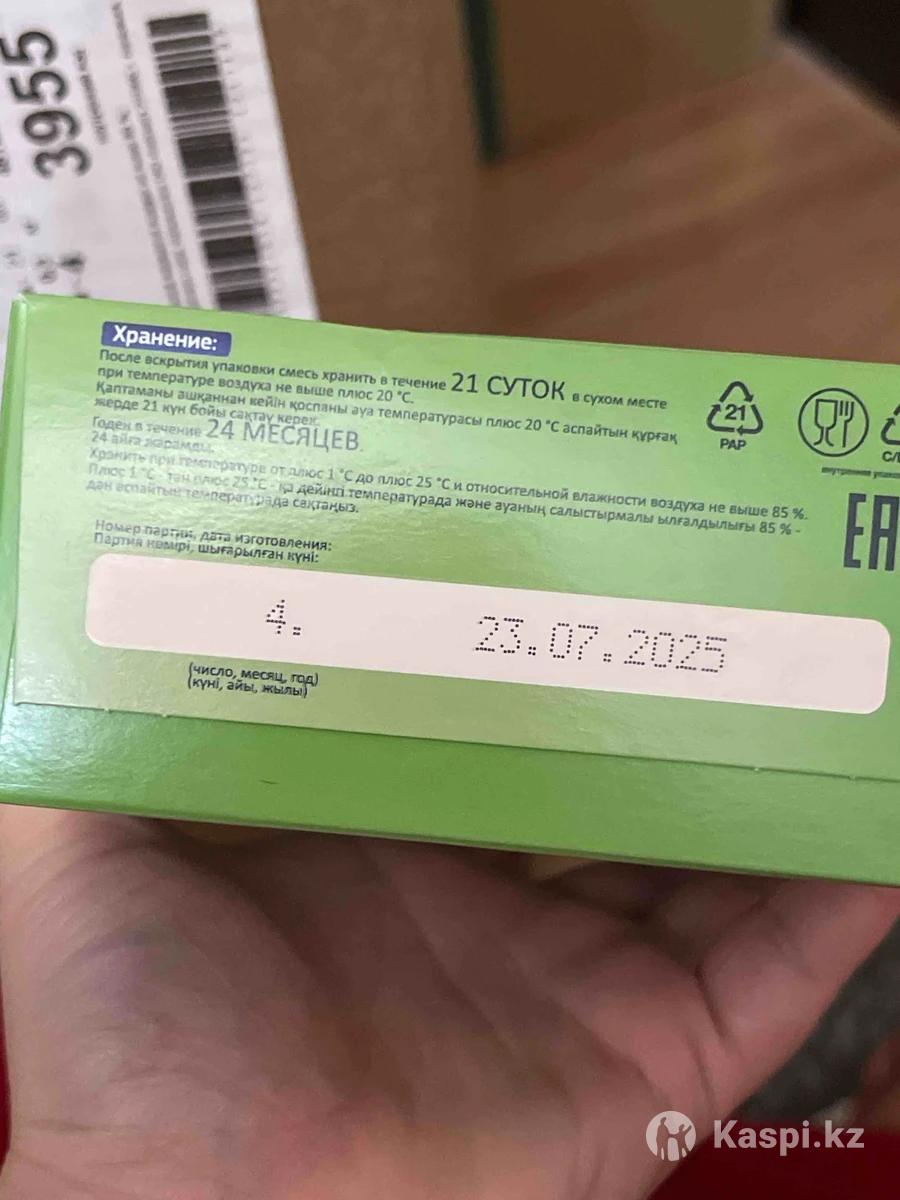 3955
Хранение:
После вскрытия упаковки смесь хранить в течение 21 СУТОК в сухом месте
при температуре воздуха не выше плюс 20 °С.
Қаптаманы ашқаннан кейін қоспаны ауа температурасы плюс 20 °С аспайтын құрғақ
жерде 21 күн бойы сақтау керек.
Годен в течение 24 МЕСЯЦЕВ.
24 айға жарамды.
Хранить при температуре от плюс 1 °С до плюс 25 °С и относительной влажности воздуха не выше 85 %.
Плюс 1 °С - тан плюс 25 °С - қа дейінгі температурада және ауаның салыстырмалы ылғалдылығы 85 % -
дан аспайтын температурада сақтаңыз.
21
PAP
EA
Номер партии, дата изготовления:
Партия нөмірі, шығарылған күні:
4. 23.07.2025
(число, месяц, год)
(күні, айы, жылы)
Kaspi.kz